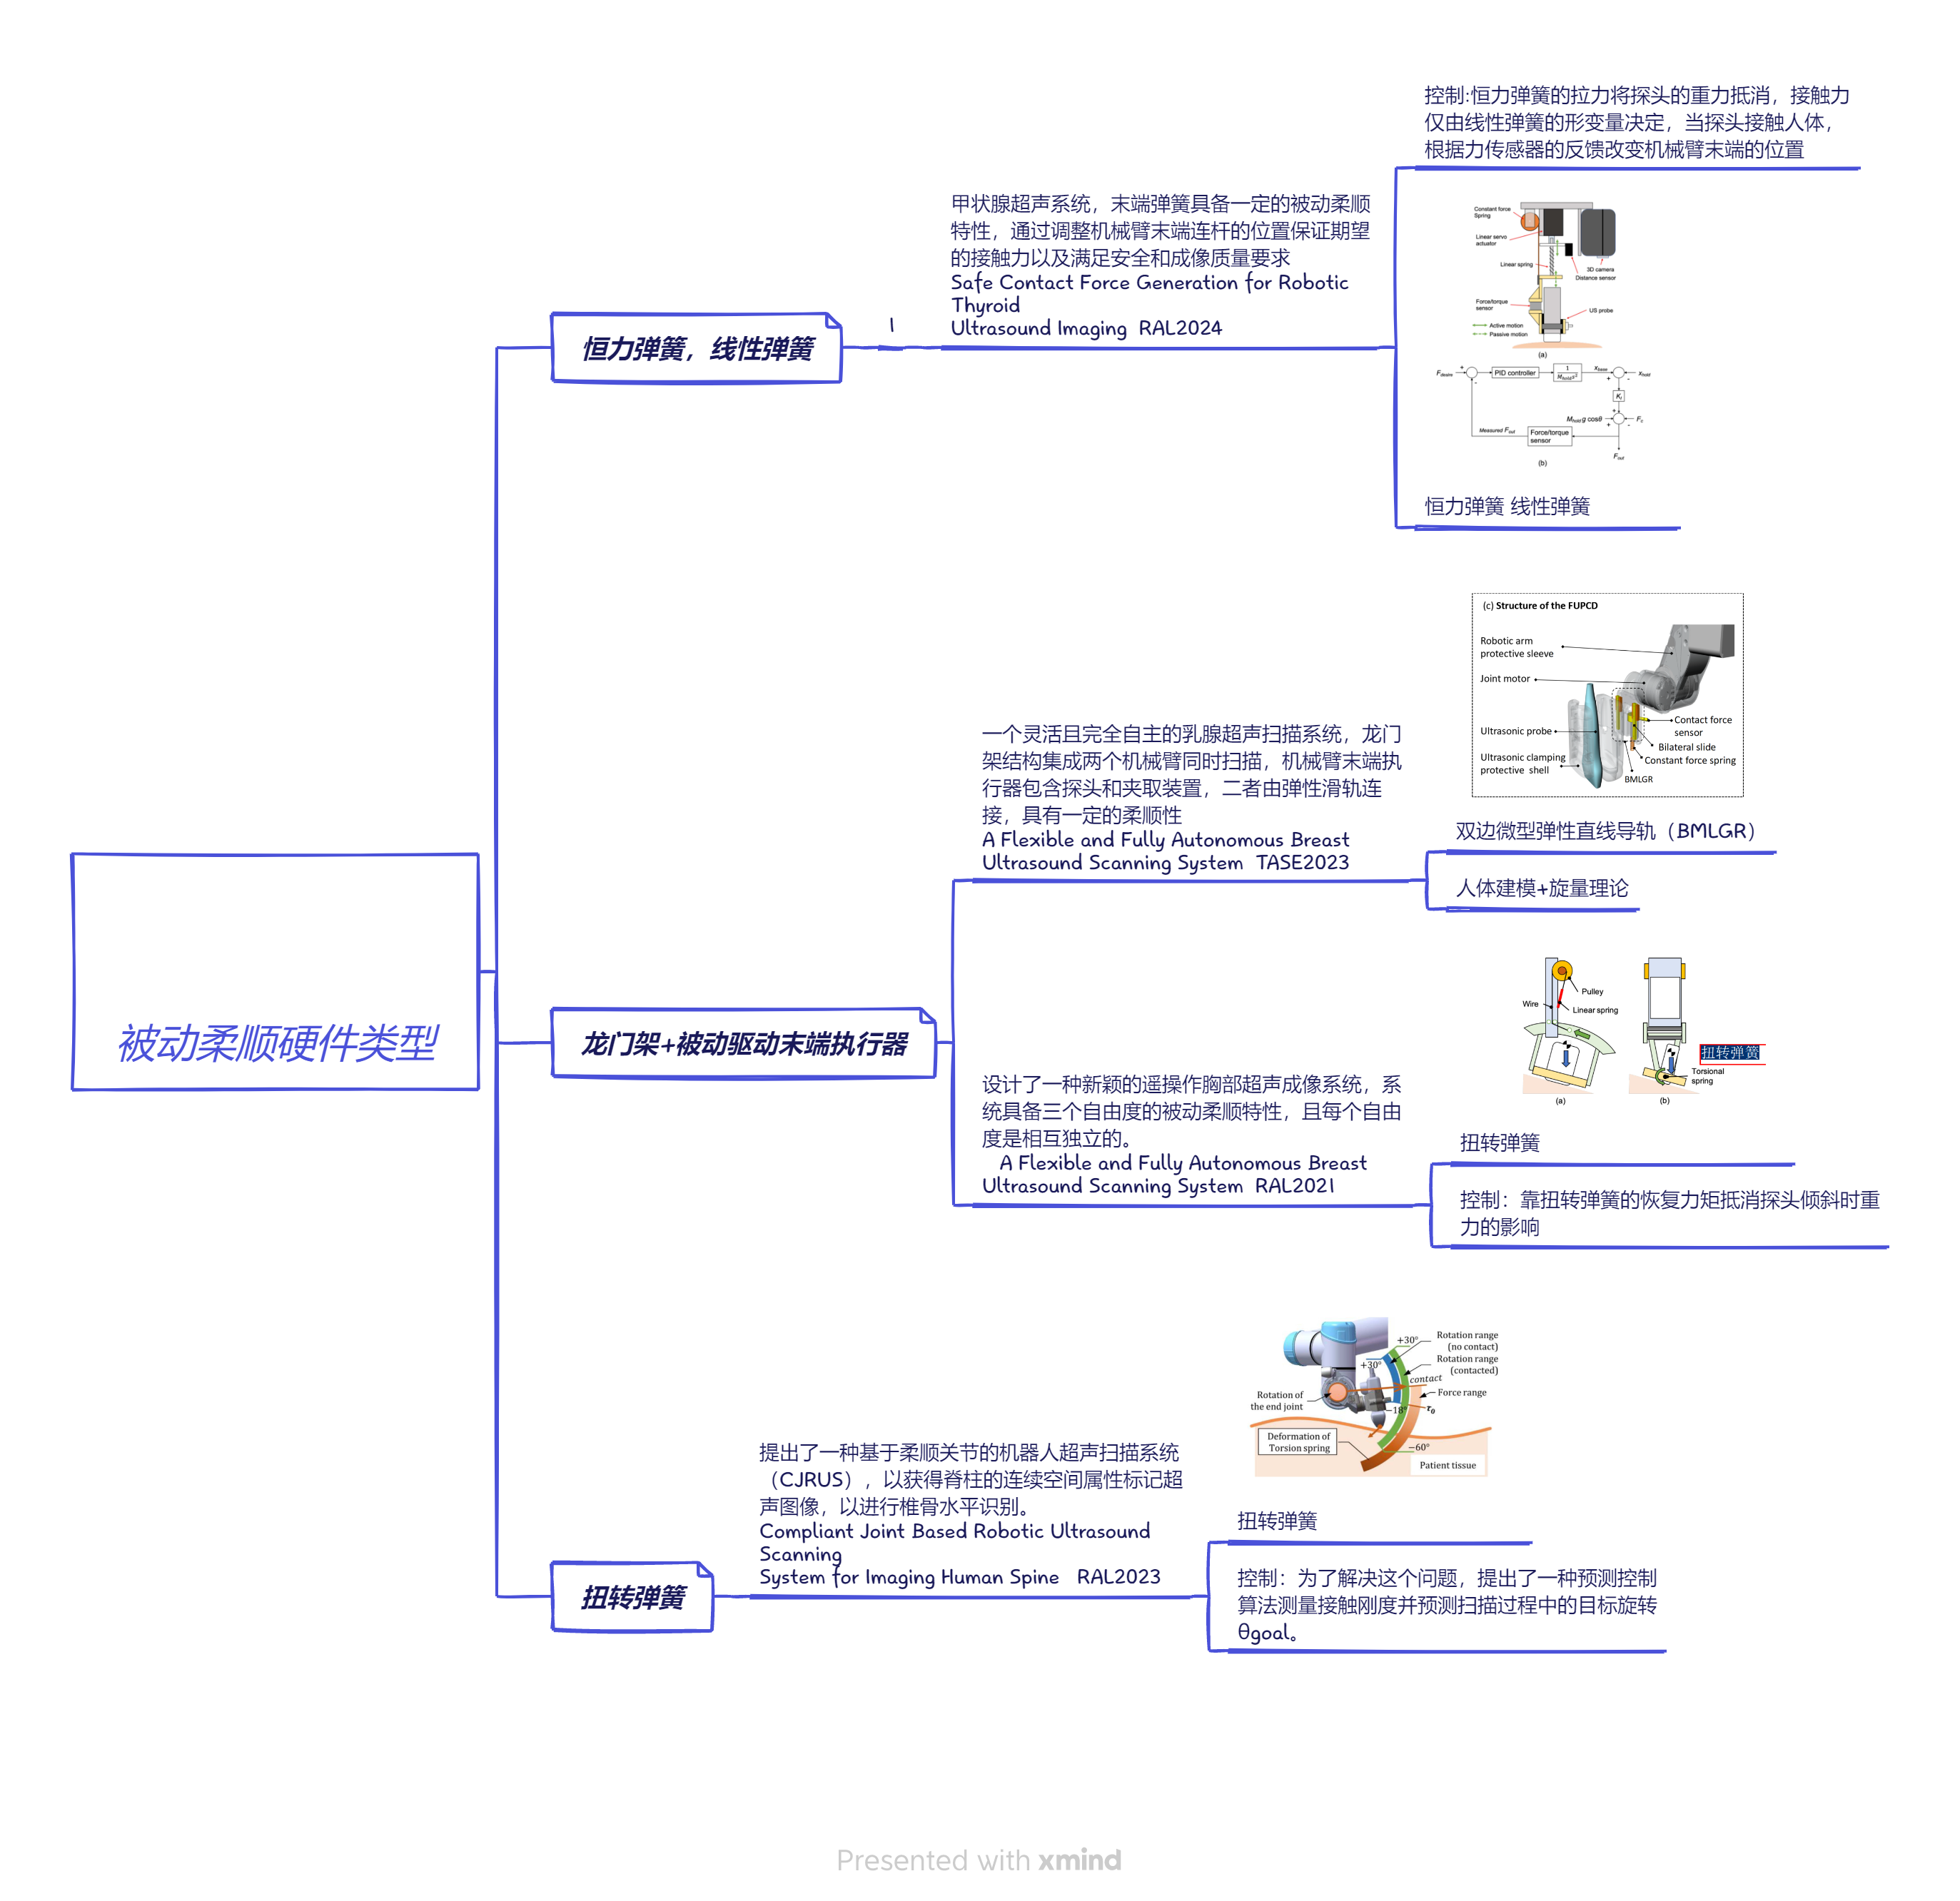 被动柔顺硬件类型
恒力弹簧，线性弹簧
1
甲状腺超声系统，末端弹簧具备一定的被动柔顺
特性，通过调整机械臂末端连杆的位置保证期望
的接触力以及满足安全和成像质量要求
Safe Contact Force Generation for Robotic
Thyroid
Ultrasound Imaging RAL2024
控制:恒力弹簧的拉力将探头的重力抵消，接触力
仅由线性弹簧的形变量决定，当探头接触人体，
根据力传感器的反馈改变机械臂末端的位置
Constant force
Spring
Linear servo
actuator
Linear spring
3D camera
Distance sensor
Force/torque
sensor
US probe
Active motion
Passive motion
(a)
Fdesire
+
-
PID controller
1
Mhold s²
xbase
+
-
xhold
Kl
+
Mhold g cosθ
+
-
Fc
Measured Fout
Force/torque
sensor
Fout
(b)
恒力弹簧 线性弹簧
龙门架+被动驱动末端执行器
一个灵活且完全自主的乳腺超声扫描系统，龙门
架结构集成两个机械臂同时扫描，机械臂末端执
行器包含探头和夹取装置，二者由弹性滑轨连
接，具有一定的柔顺性
A Flexible and Fully Autonomous Breast
Ultrasound Scanning System TASE2023
(c) Structure of the FUPCD
Robotic arm
protective sleeve
Joint motor
Ultrasonic probe
Ultrasonic clamping
protective shell
Contact force
sensor
Bilateral slide
Constant force spring
BMLGR
双边微型弹性直线导轨（BMLGR）
人体建模+旋量理论
设计了一种新颖的遥操作胸部超声成像系统，系
统具备三个自由度的被动柔顺特性，且每个自由
度是相互独立的。
A Flexible and Fully Autonomous Breast
Ultrasound Scanning System RAL2021
Pulley
Wire
Linear spring
扭转弹簧
Torsional
spring
(a)
(b)
扭转弹簧
控制：靠扭转弹簧的恢复力矩抵消探头倾斜时重
力的影响
扭转弹簧
提出了一种基于柔顺关节的机器人超声扫描系统
（CJRUS），以获得脊柱的连续空间属性标记超
声图像，以进行椎骨水平识别。
Compliant Joint Based Robotic Ultrasound
Scanning
System for Imaging Human Spine RAL2023
+30°
Rotation range
(no contact)
Rotation range
(contacted)
+30°
contact
Force range
Rotation of
the end joint
−18°
τ0
Deformation of
Torsion spring
−60°
Patient tissue
扭转弹簧
控制：为了解决这个问题，提出了一种预测控制
算法测量接触刚度并预测扫描过程中的目标旋转
θgoal。
Presented with xmind